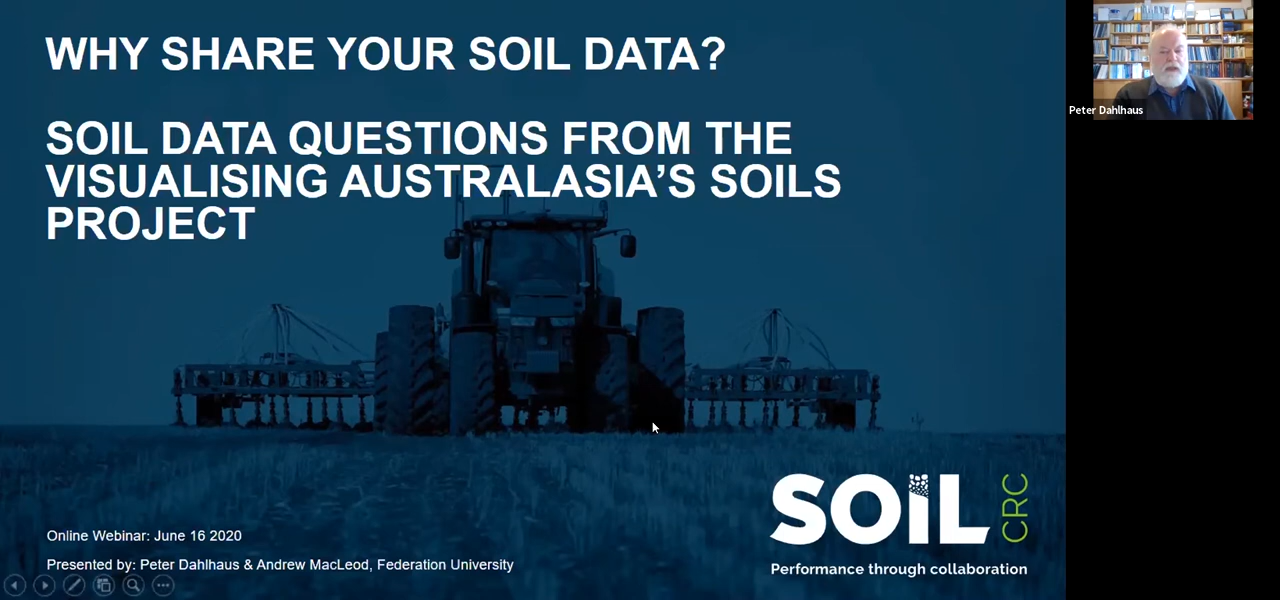 WHY SHARE YOUR SOIL DATA?
SOIL DATA QUESTIONS FROM THE
VISUALISING AUSTRALASIA'S SOILS
PROJECT
Online Webinar: June 16 2020
Presented by: Peter Dahlhaus & Andrew MacLeod, Federation University
SOIL CRC
Performance through collaboration
Peter Dahlhaus